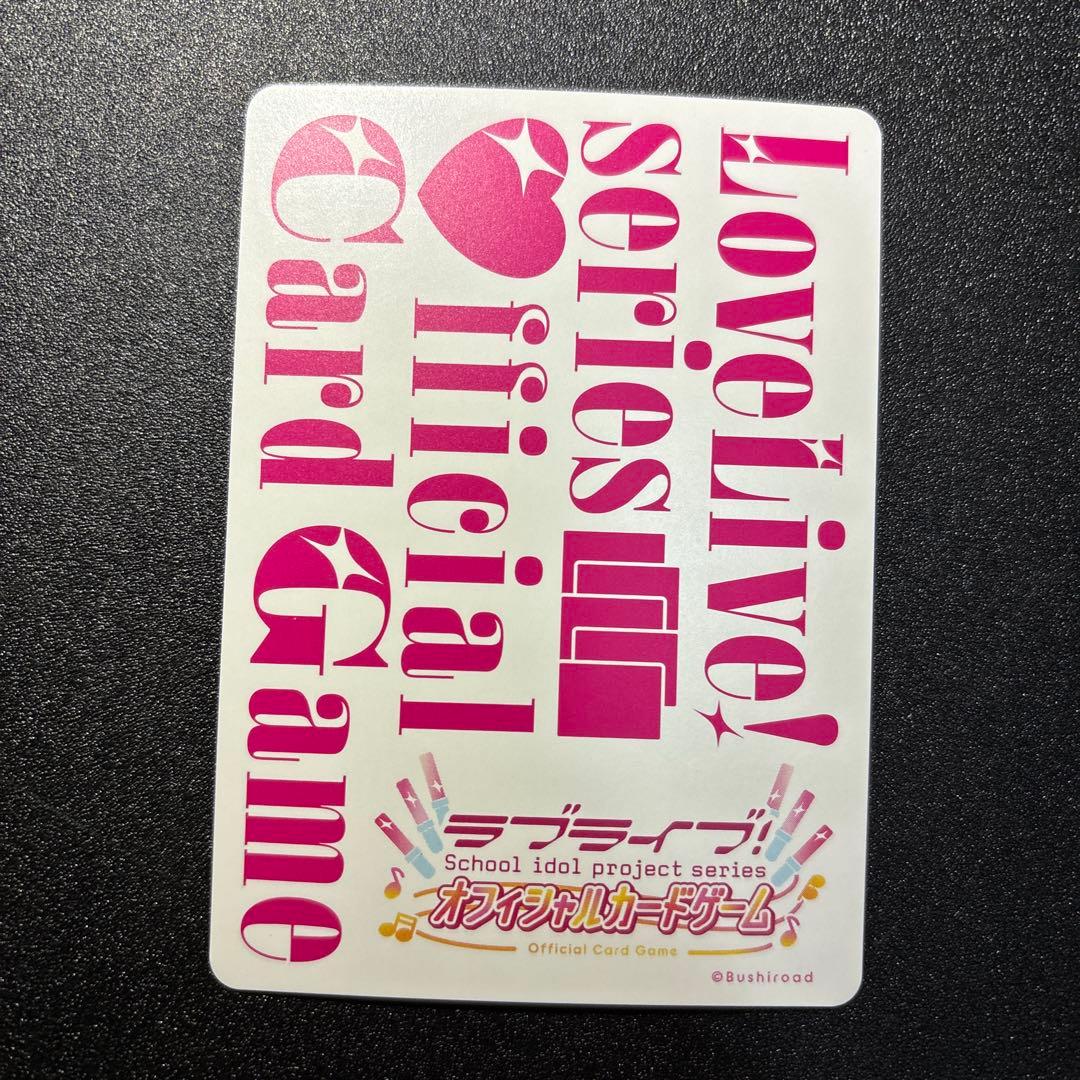 LoveLive!
series
official
Card Game
ラブライブ!
School idol project series
オフィシャルカードゲーム
Official Card Game
©Bushiroad